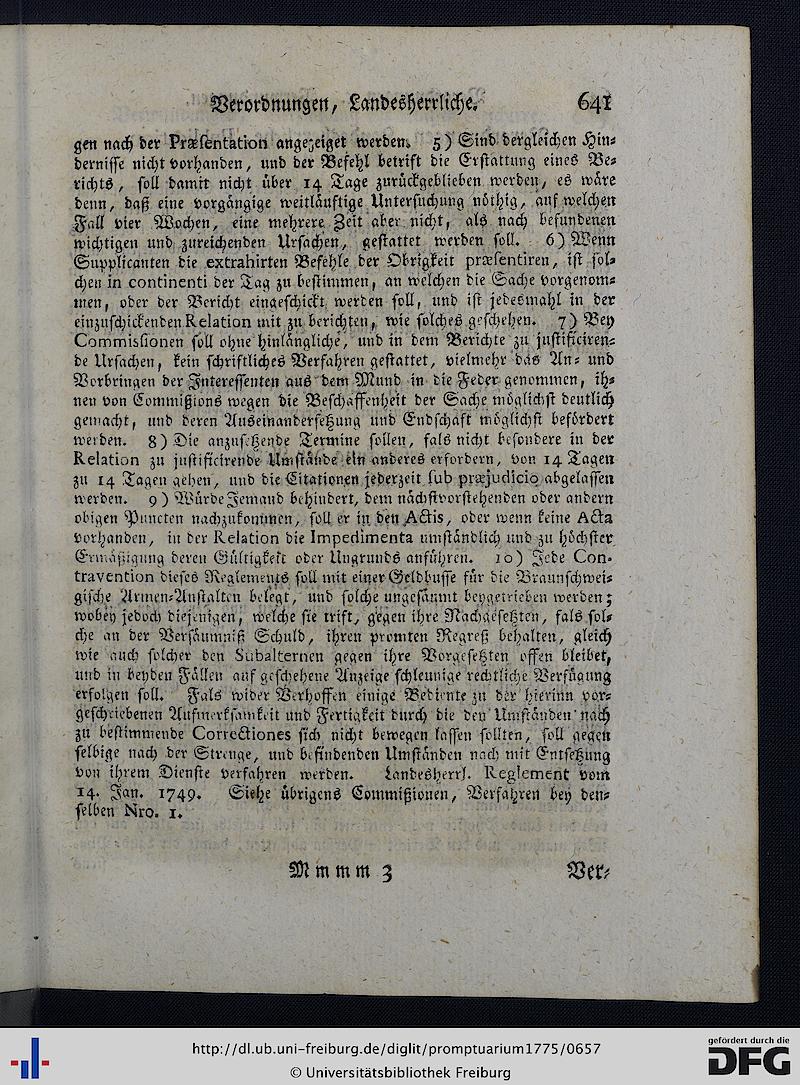 Verordnungen, Landesherrliche. 641
gen nach der Præsentation angezeiget werden. 5) Sind dergleichen Hin-
dernisse nicht vorhanden, und der Befehl betrift die Erstattung eines Be-
richts, soll damit nicht über 14 Tage zurückgeblieben werden, es wäre
denn, daß eine vorgängige weitläuftige Untersuchung nöthig, auf welchen
Fall vier Wochen, eine mehrere Zeit aber nicht, als nach befundenen
wichtigen und zureichenden Ursachen, gestattet werden soll. 6) Wenn
Supplicanten die extrahirten Befehle der Obrigkeit præsentiren, ist sol-
chen in continenti der Tag zu bestimmen, an welchen die Sache vorgenom-
men, oder der Bericht eingeschickt werden soll, und ist jedesmahl in der
einzuschickenden Relation mit zu berichten, wie solches geschehen. 7) Bey
Commissionen soll ohne hinlängliche, und in dem Berichte zu justificiren-
de Ursachen, kein schriftliches Verfahren gestattet, vielmehr das An- und
Vorbringen der Interessenten aus dem Mund in die Feder genommen, ih-
nen von Commißions wegen die Beschaffenheit der Sache möglichst deutlich
gemacht, und deren Auseinandersetzung und Endschaft möglichst befördert
werden. 8) Die anzusetzende Termine sollen, fals nicht besondere in der
Relation zu justificirende Umstände ein anderes erfordern, von 14 Tagen
zu 14 Tagen gehen, und die Citationen jederzeit sub præjudicio abgelassen
werden. 9) Würde Jemand behindert, dem nächstvorstehenden oder andern
obigen Puncten nachzukommen, soll er in den Actis, oder wenn keine Acta
vorhanden, in der Relation die Impedimenta umständlich und zu höchster
Ermäßigung deren Gültigkeit oder Ungrunds anführen. 10) Jede Con-
travention dieses Reglements soll mit einer Geldbusse für die Braunschwei-
gische Armen-Anstalten belegt, und solche ungesäumt beygetrieben werden;
wobey jedoch diejenigen, welche sie trift, gegen ihre Nachgesetzten, fals sol-
che an der Versäumniß Schuld, ihren promten Regreß behalten, gleich
wie auch solcher den Subalternen gegen ihre Vorgesetzten offen bleibet,
und in beyden Fällen auf geschehene Anzeige schleunige rechtliche Verfügung
erfolgen soll. Fals wider Verhoffen einige Bediente zu der hierinn vor-
geschriebenen Aufmerksamkeit und Fertigkeit durch die den Umständen nach
zu bestimmende Correctiones sich nicht bewegen lassen sollten, soll gegen
selbige nach der Strenge, und befindenden Umständen nach mit Entsetzung
von ihrem Dienste verfahren werden. Landesherrl. Reglement vom
14. Jan. 1749. Siehe übrigens Commißionen, Verfahren bey den-
selben Nro. 1.
M m m m 3 Ver-
http://dl.ub.uni-freiburg.de/diglit/promptuarium1775/0657
© Universitätsbibliothek Freiburg
gefördert durch die
DFG